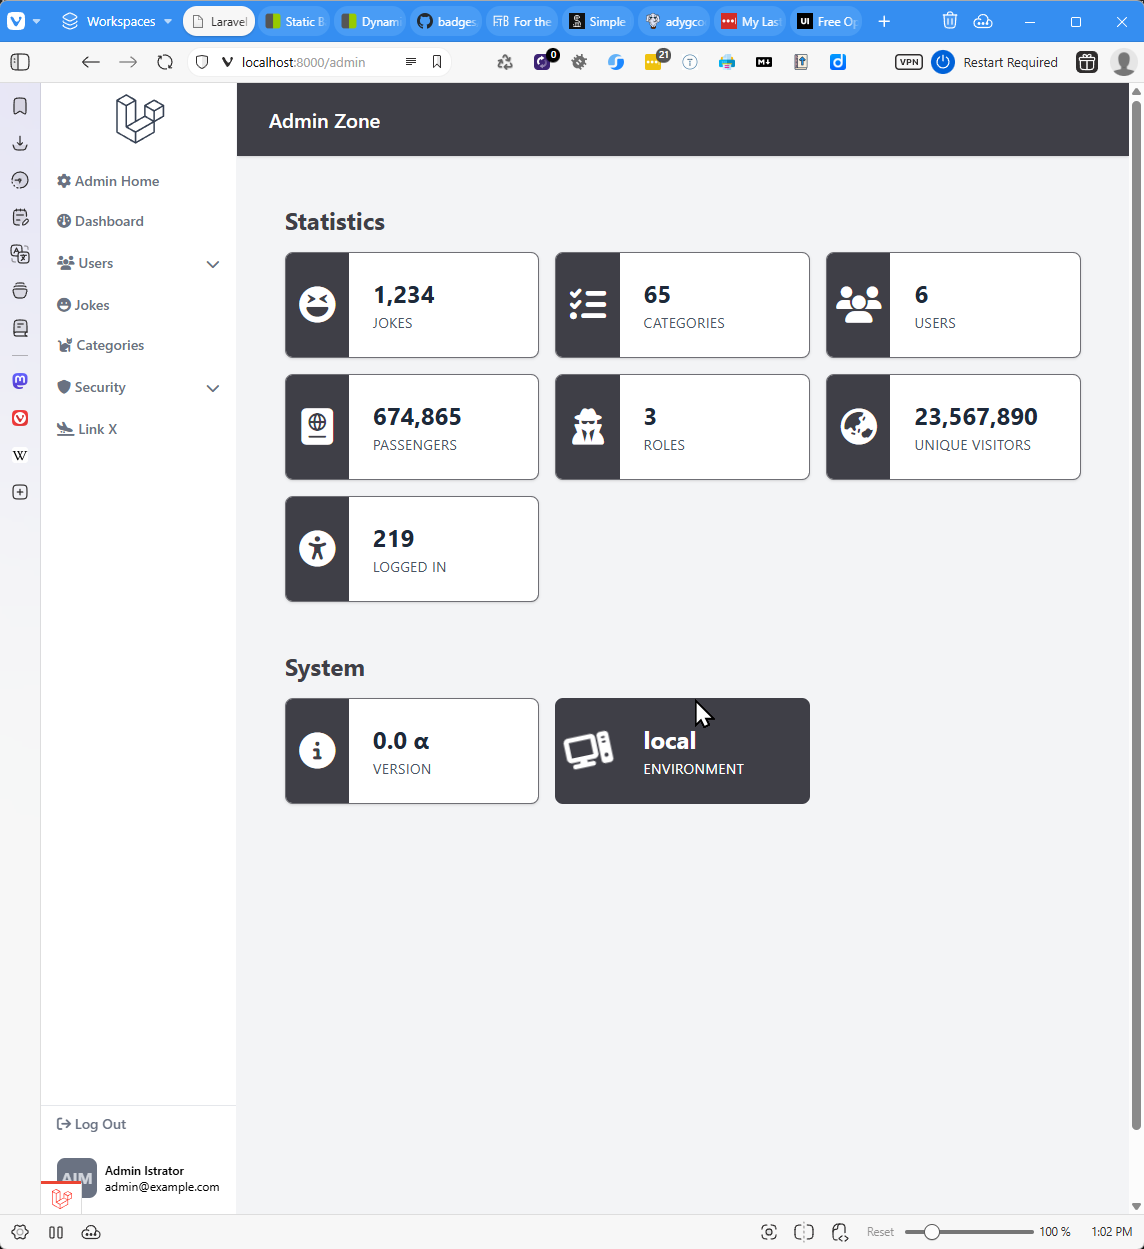 Workspaces
Laravel
Static B
Dynami
badges
For the
Simple
adygco
My Las
UI Free Op
localhost:8000/admin
0
21
VPN
Restart Required
Admin Zone
Admin Home
Dashboard
Users
Jokes
Categories
Security
Link X
Statistics
1,234
JOKES
65
CATEGORIES
6
USERS
674,865
PASSENGERS
3
ROLES
23,567,890
UNIQUE VISITORS
219
LOGGED IN
System
0.0 α
VERSION
local
ENVIRONMENT
W
Log Out
AIM
Admin Istrator
admin@example.com
Reset
100 %
1:02 PM